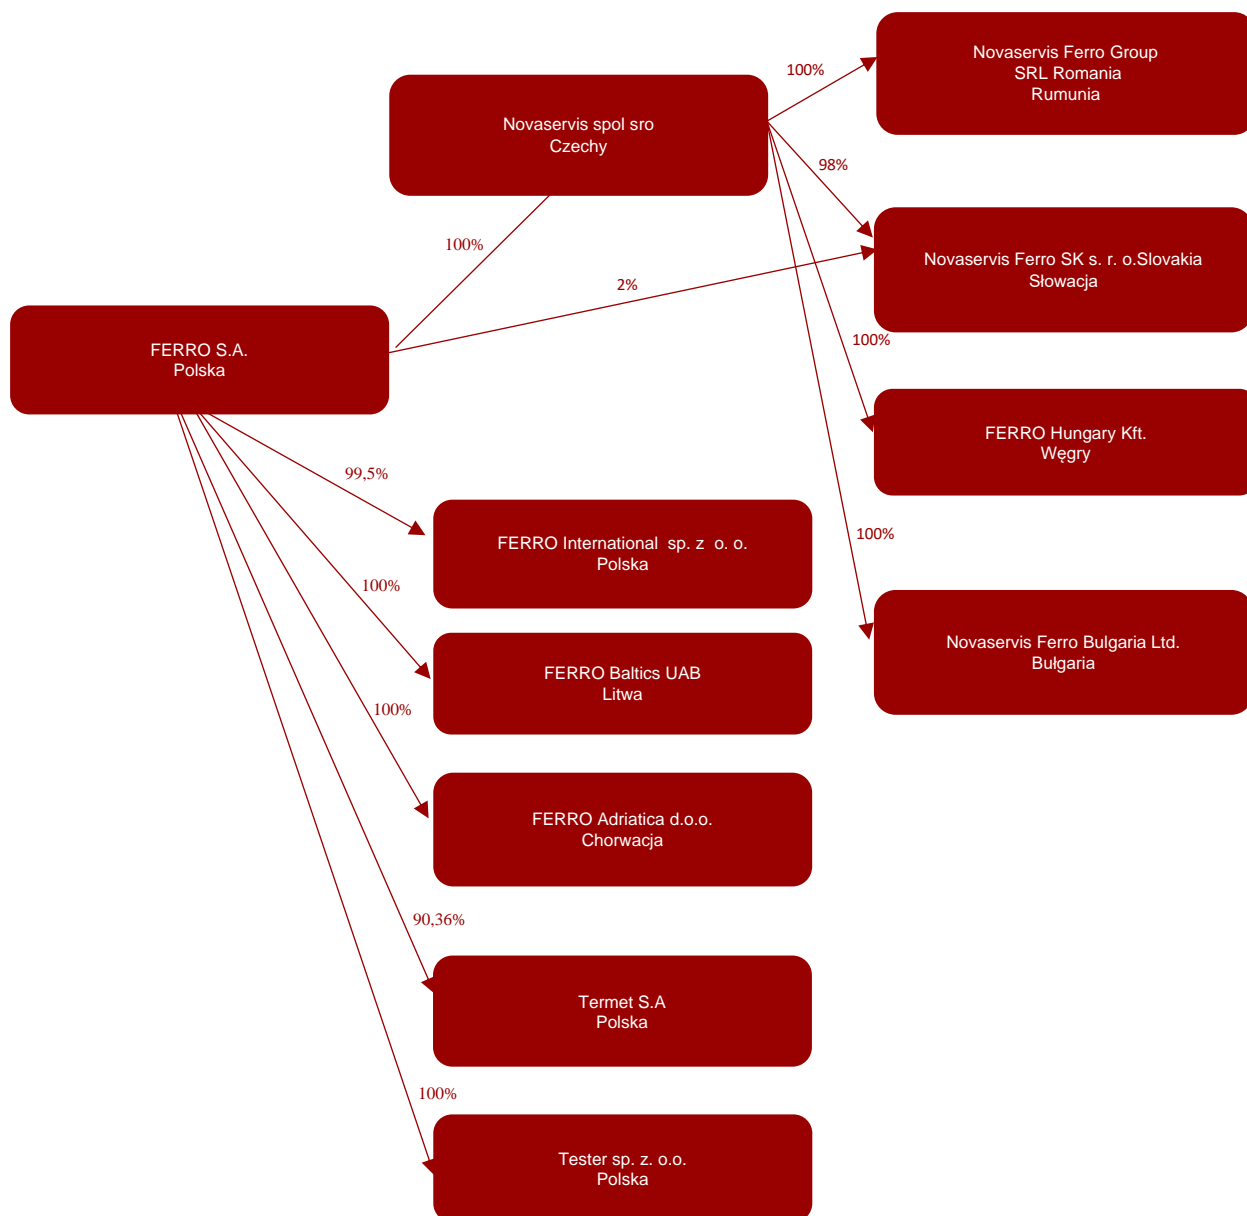 Novaservis Ferro Group
SRL Romania
Rumunia
100%
Novaservis spol sro
Czechy
98%
100%
Novaservis Ferro SK s. r. o.Slovakia
Słowacja
2%
FERRO S.A.
Polska
100%
FERRO Hungary Kft.
Węgry
99,5%
FERRO International  sp. z  o. o.
Polska
100%
100%
Novaservis Ferro Bulgaria Ltd.
Bułgaria
FERRO Baltics UAB
Litwa
100%
FERRO Adriatica d.o.o.
Chorwacja
90,36%
Termet S.A
Polska
100%
Tester sp. z. o.o.
Polska